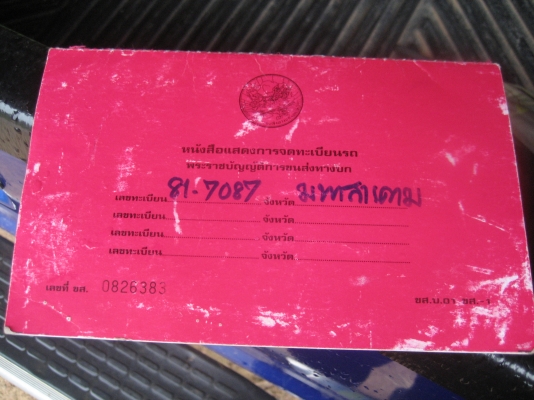 หนังสือแสดงการจดทะเบียนรถ
พระราชบัญญัติการขนส่งทางบก
เลขทะเบียน 81-7087 จังหวัด มหาสารคาม
เลขทะเบียน จังหวัด
เลขทะเบียน จังหวัด
เลขทะเบียน จังหวัด
เลขที่ ขส. 0826383